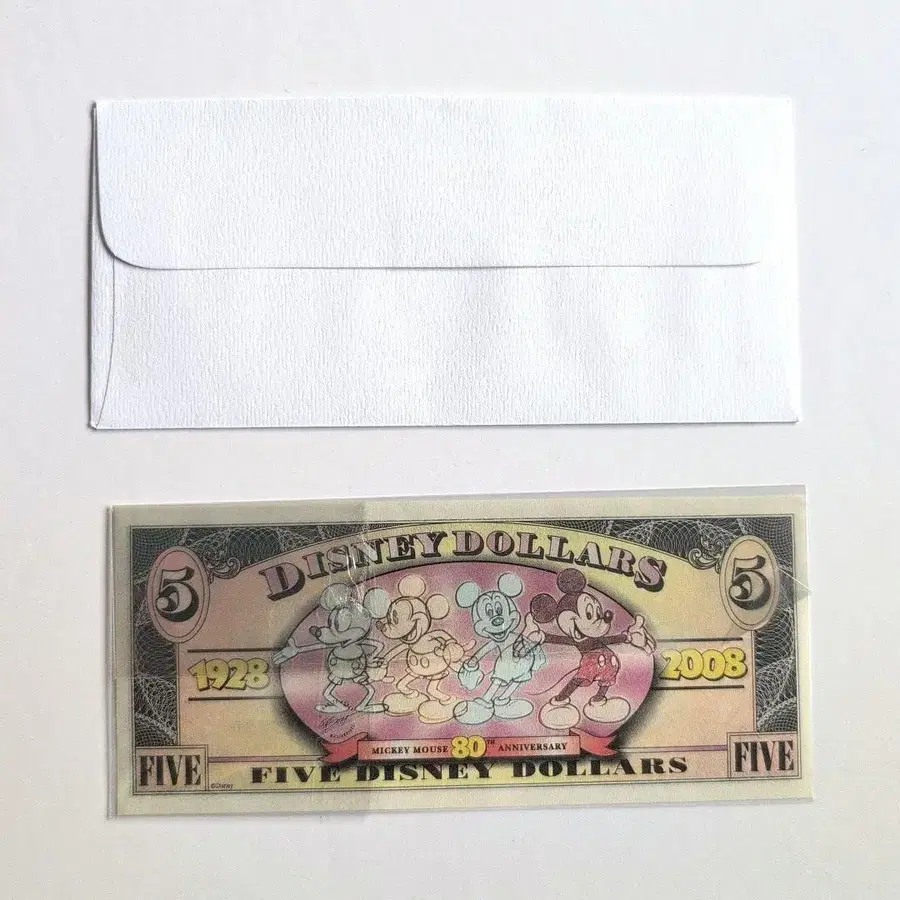 DISNEY DOLLARS
5 5
1928 2008
MICKEY MOUSE 80TH ANNIVERSARY
FIVE FIVE DISNEY DOLLARS FIVE
©Disney